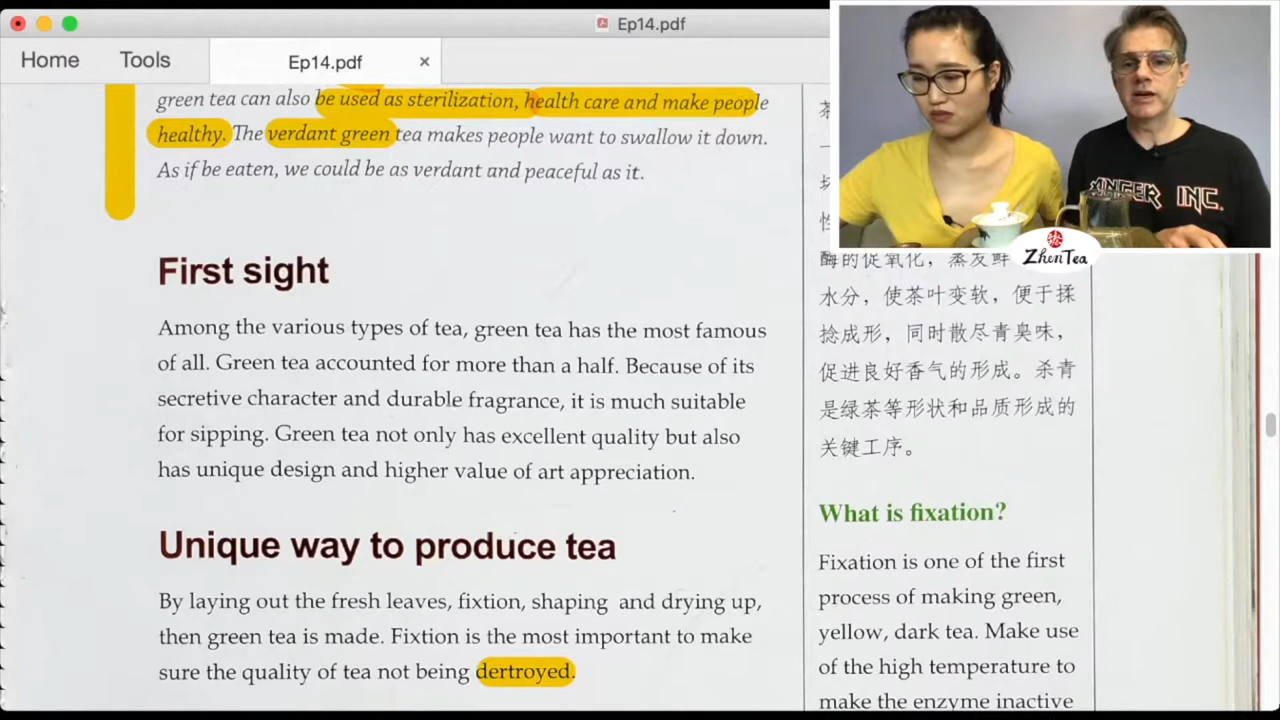 Ep14.pdf
Home
Tools
Ep14.pdf
green tea can also be used as sterilization, health care and make people
healthy. The verdant green tea makes people want to swallow it down.
As if be eaten, we could be as verdant and peaceful as it.
First sight
Among the various types of tea, green tea has the most famous
of all. Green tea accounted for more than a half. Because of its
secretive character and durable fragrance, it is much suitable
for sipping. Green tea not only has excellent quality but also
has unique design and higher value of art appreciation.
Unique way to produce tea
By laying out the fresh leaves, fixtion, shaping and drying up,
then green tea is made. Fixtion is the most important to make
sure the quality of tea not being dertroyed.
酶的促氧化，蒸发鲜
水分，使茶叶变软，便于揉
捻成形，同时散尽青臭味，
促进良好香气的形成。杀青
是绿茶等形状和品质形成的
关键工序。
What is fixation?
Fixation is one of the first
process of making green,
yellow, dark tea. Make use
of the high temperature to
make the enzyme inactive
INC.
ZhenTea